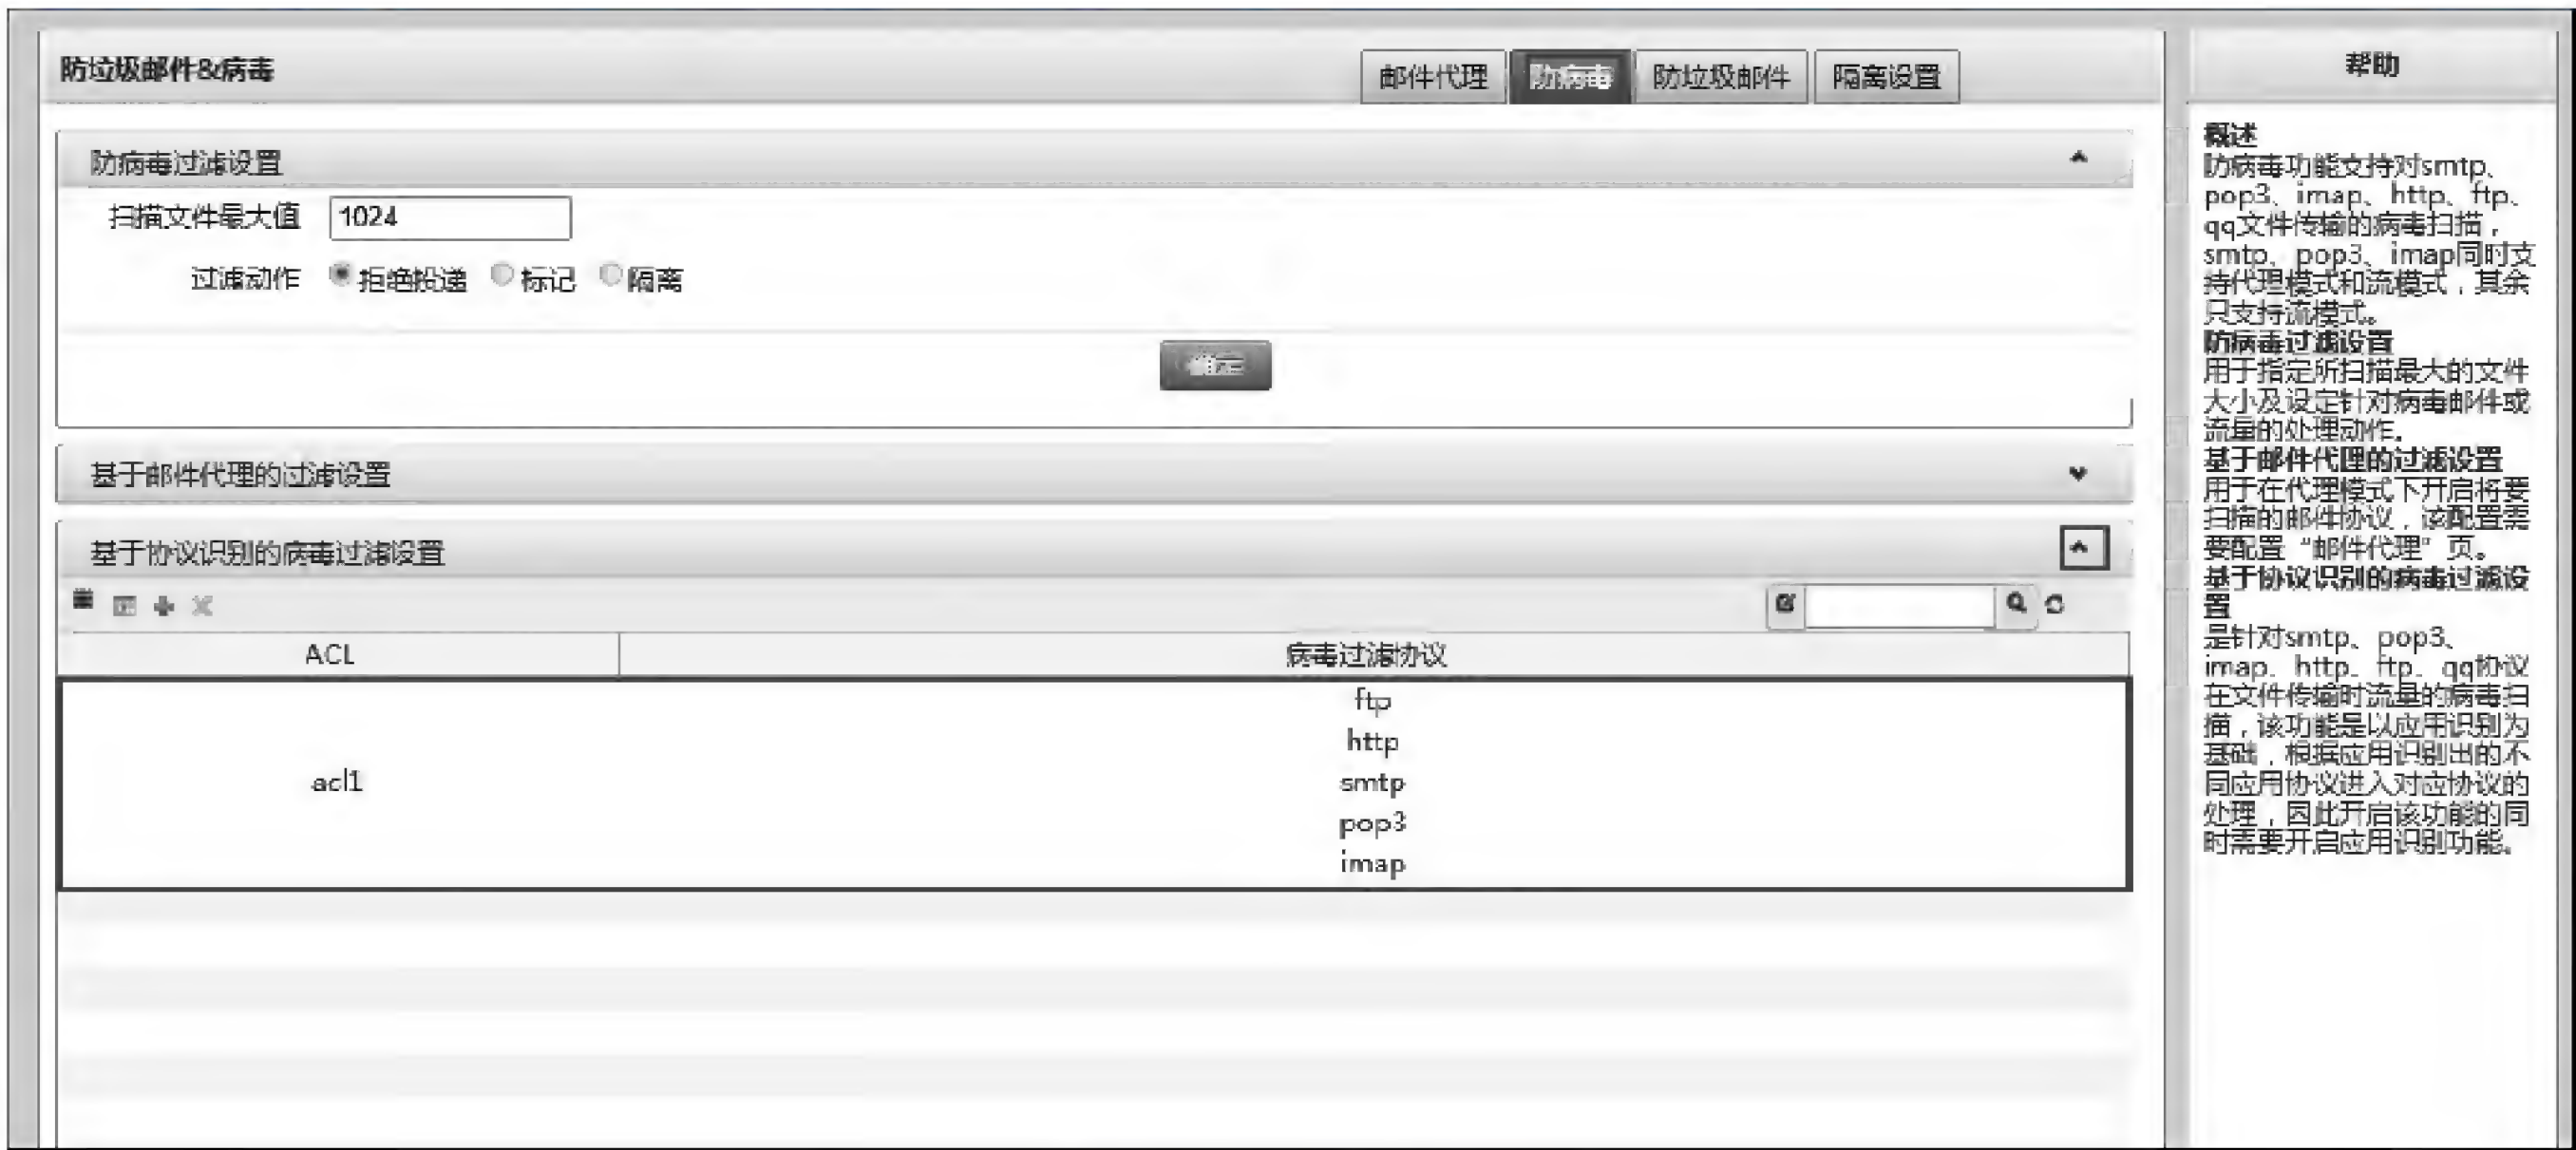 防垃圾邮件&病毒
邮件代理 防病毒 防垃圾邮件 隔离设置
防病毒过滤设置
扫描文件最大值 1024
过滤动作 拒绝投递 标记 隔离
确定
基于邮件代理的过滤设置
基于协议识别的病毒过滤设置
ACL 病毒过滤协议
acl1
ftp
http
smtp
pop3
imap
帮助
概述
防病毒功能支持对smtp、
pop3、imap、http、ftp、
qq文件传输的病毒扫描，
smtp、pop3、imap同时支
持代理模式和流模式，其余
只支持流模式。
防病毒过滤设置
用于指定所扫描最大的文件
大小及设定针对病毒邮件或
流量的处理动作。
基于邮件代理的过滤设置
用于在代理模式下开启将要
扫描的邮件协议，该配置需
要配置“邮件代理”页。
基于协议识别的病毒过滤设
置
是针对smtp、pop3、
imap、http、ftp、qq协议
在文件传输时流量的病毒扫
描，该功能是以应用识别为
基础，根据应用识别出的不
同应用协议进入对应协议的
处理，因此开启该功能的同
时需要开启应用识别功能。